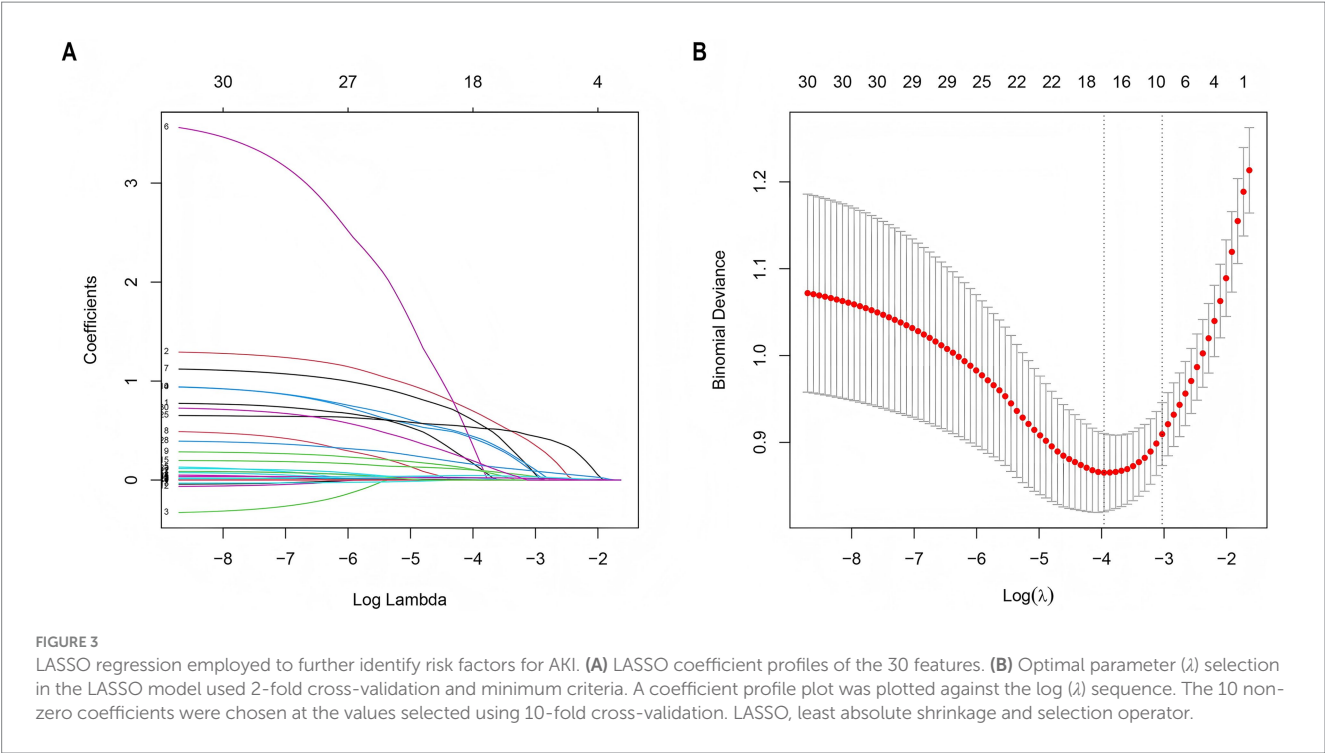 A
30 27 18 4
Coefficients
3
2
1
0
6
2
7
1
25
8
28
9
3
−8 −7 −6 −5 −4 −3 −2
Log Lambda
B
30 30 30 29 29 25 22 22 18 16 10 6 4 1
Binomial Deviance
1.2
1.1
1.0
0.9
−8 −7 −6 −5 −4 −3 −2
Log(λ)
FIGURE 3
LASSO regression employed to further identify risk factors for AKI. (A) LASSO coefficient profiles of the 30 features. (B) Optimal parameter (λ) selection
in the LASSO model used 2-fold cross-validation and minimum criteria. A coefficient profile plot was plotted against the log (λ) sequence. The 10 non-
zero coefficients were chosen at the values selected using 10-fold cross-validation. LASSO, least absolute shrinkage and selection operator.